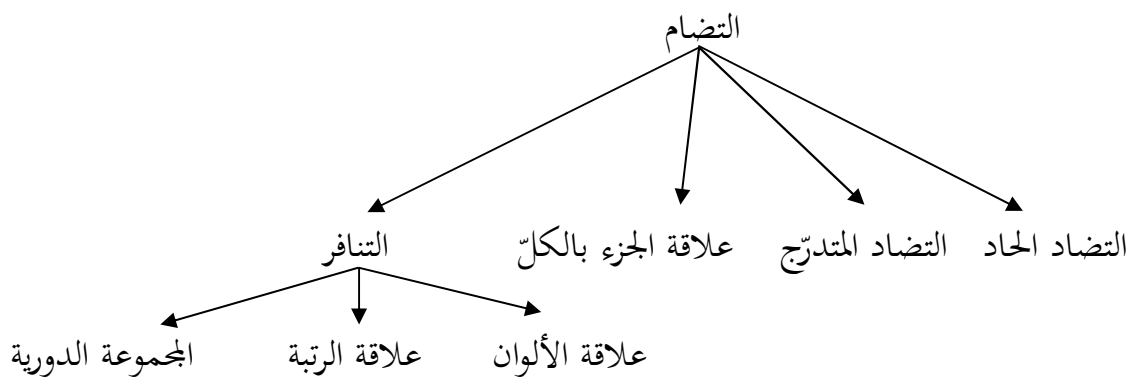 التضام
التضاد الحاد
التضاد المتدرّج
علاقة الجزء بالكلّ
التنافر
علاقة الألوان
علاقة الرتبة
المجموعة الدورية